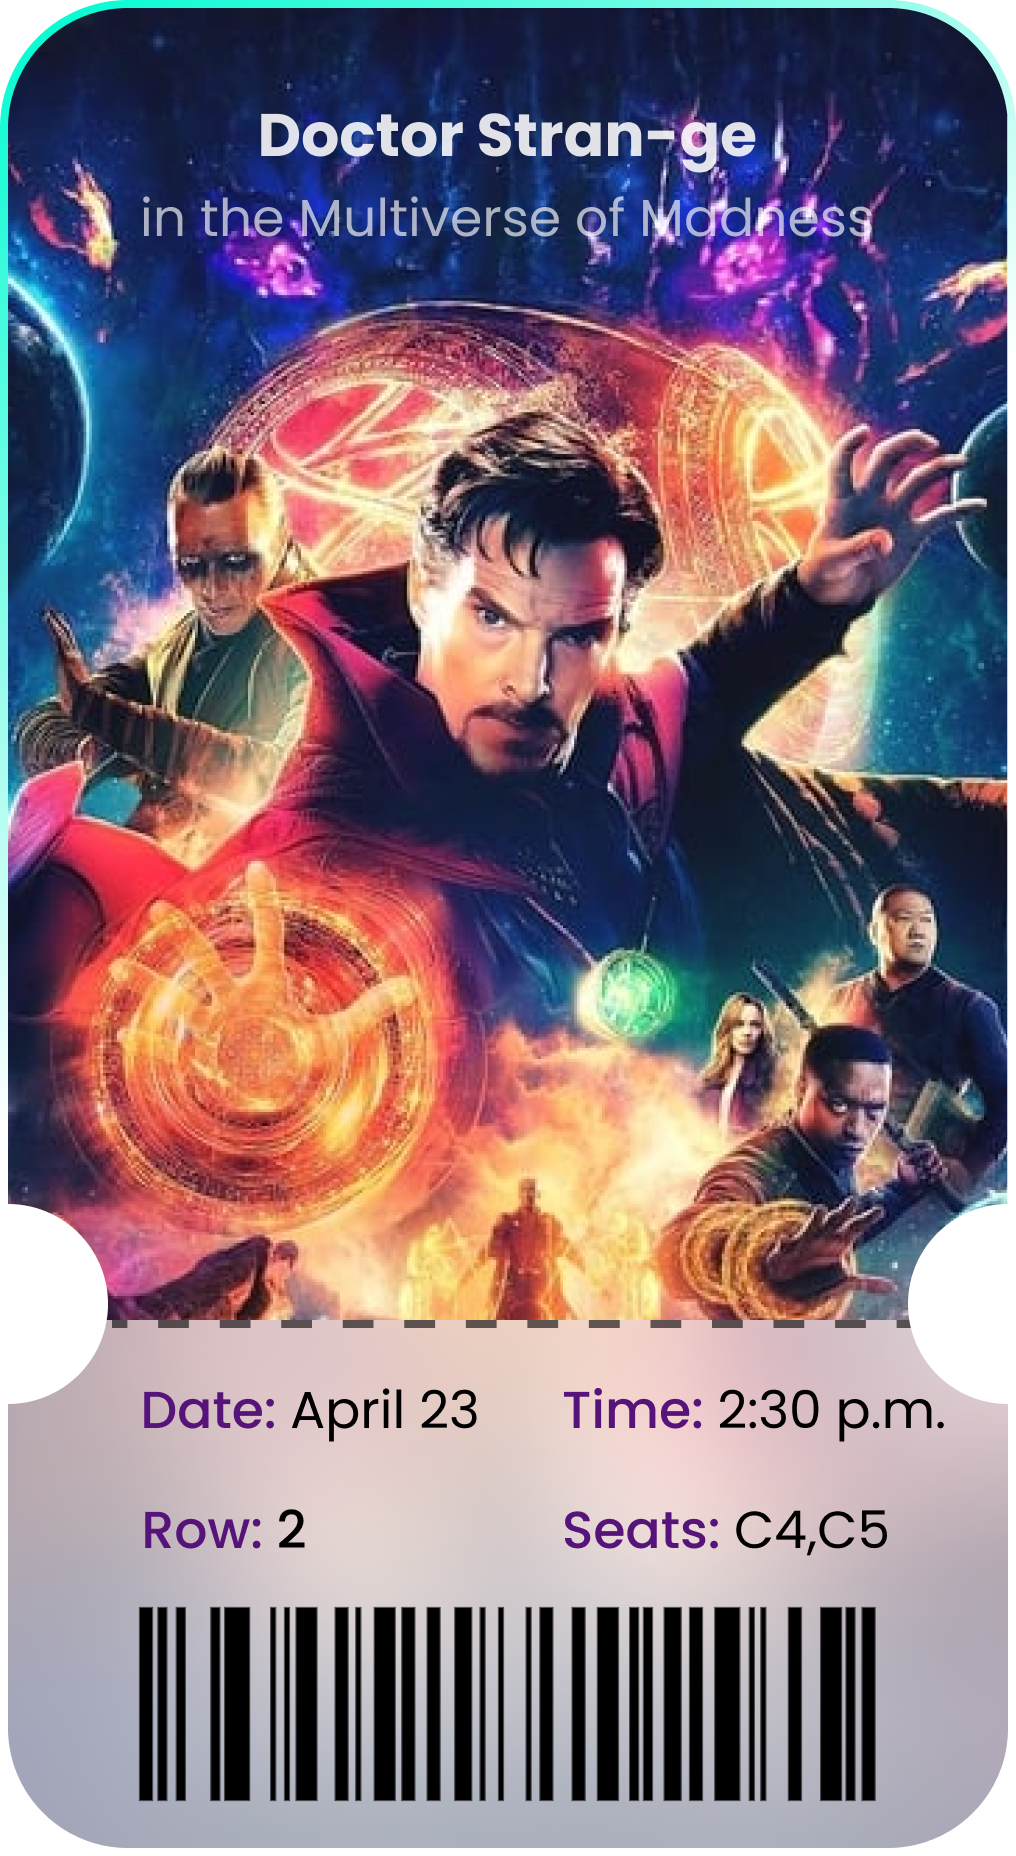 Doctor Stran-ge
in the Multiverse of Madness
Date: April 23 Time: 2:30 p.m.
Row: 2 Seats: C4,C5